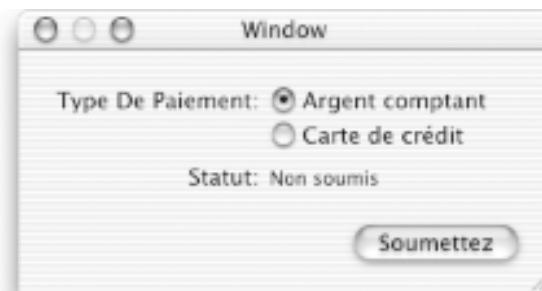 Window
Type De Paiement: Argent comptant
Carte de crédit
Statut: Non soumis
Soumettez